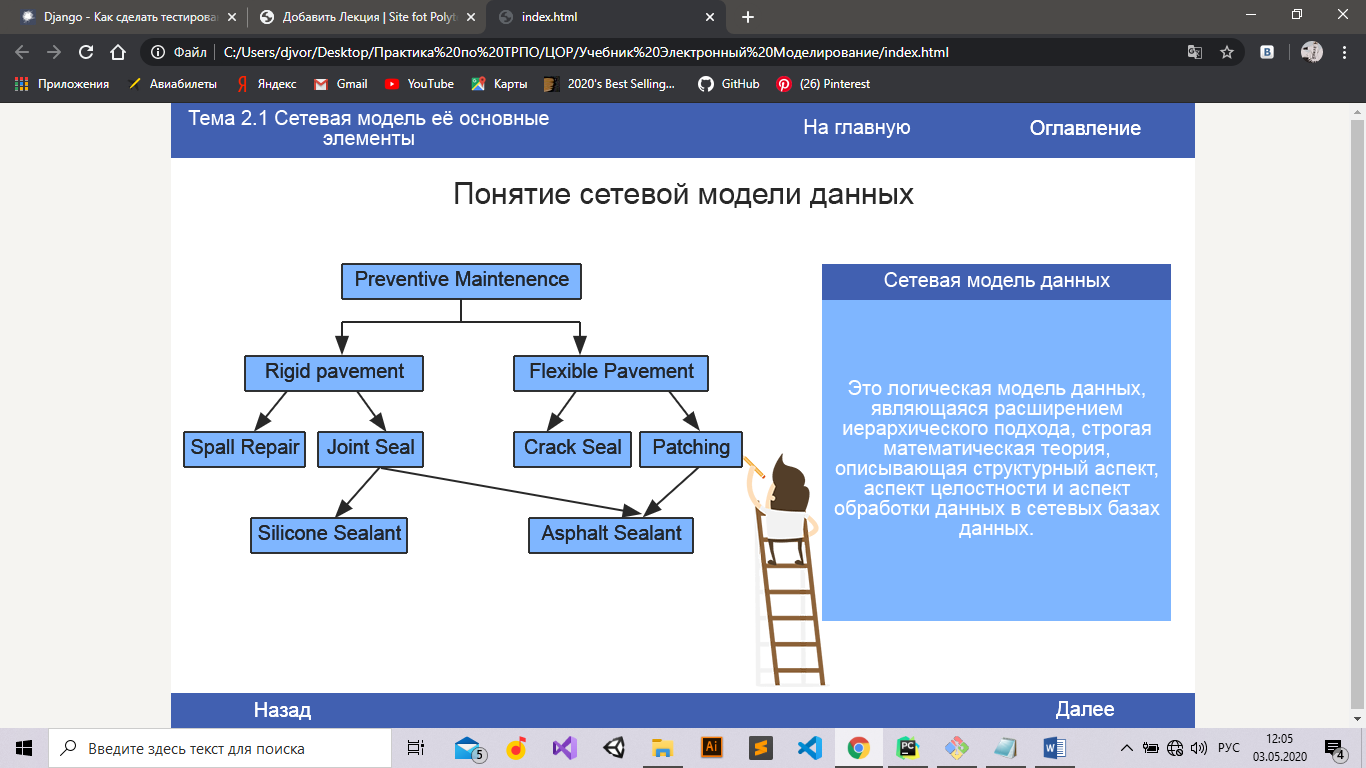 Django - Как сделать тестирова
Добавить Лекция | Site fot Polyt
index.html
Файл
C:/Users/djvor/Desktop/Практика%20по%20ТРПО/ЦОР/Учебник%20Электронный%20Моделирование/index.html
Приложения
Авиабилеты
Яндекс
Gmail
YouTube
Карты
2020's Best Selling...
GitHub
(26) Pinterest
Тема 2.1 Сетевая модель её основные
элементы
На главную
Оглавление
Понятие сетевой модели данных
Preventive Maintenence
Rigid pavement
Flexible Pavement
Spall Repair
Joint Seal
Crack Seal
Patching
Silicone Sealant
Asphalt Sealant
Сетевая модель данных
Это логическая модель данных,
являющаяся расширением
иерархического подхода, строгая
математическая теория,
описывающая структурный аспект,
аспект целостности и аспект
обработки данных в сетевых базах
данных.
Назад
Далее
Введите здесь текст для поиска
5
Ai
PC
W
РУС
12:05
03.05.2020
4